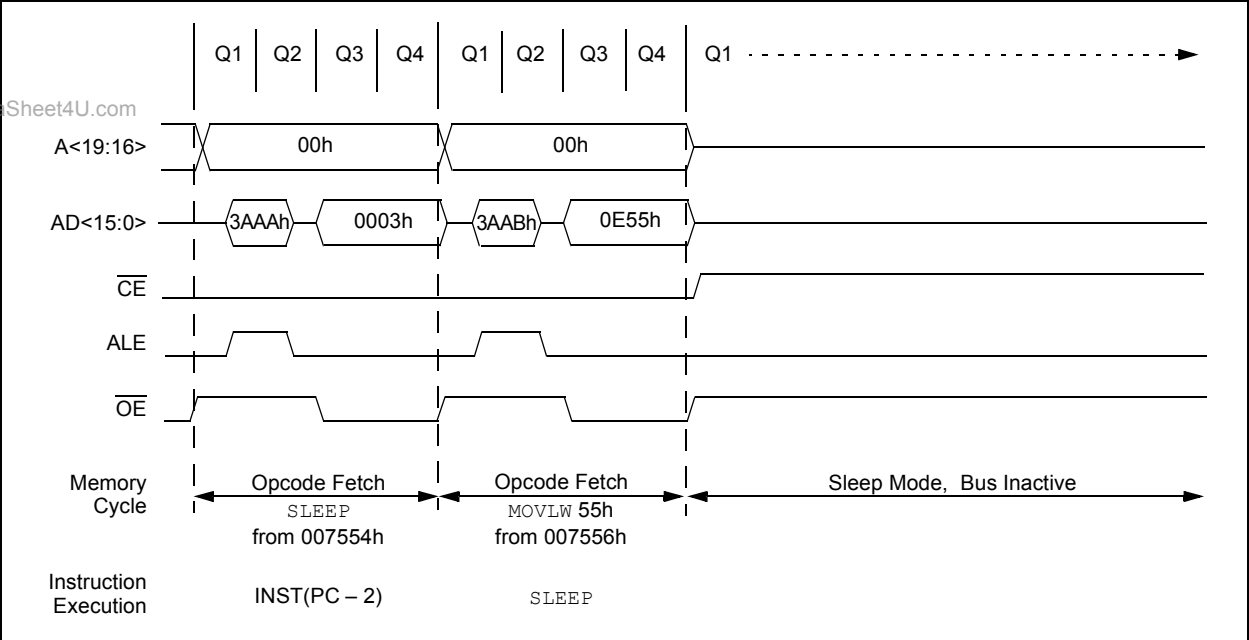 Q1 Q2 Q3 Q4 Q1 Q2 Q3 Q4 Q1
aSheet4U.com
A<19:16> 00h 00h
AD<15:0> 3AAAh 0003h 3AABh 0E55h
CE
ALE
OE
Memory Cycle
Opcode Fetch
SLEEP
from 007554h
Opcode Fetch
MOVLW 55h
from 007556h
Sleep Mode, Bus Inactive
Instruction Execution
INST(PC – 2)
SLEEP